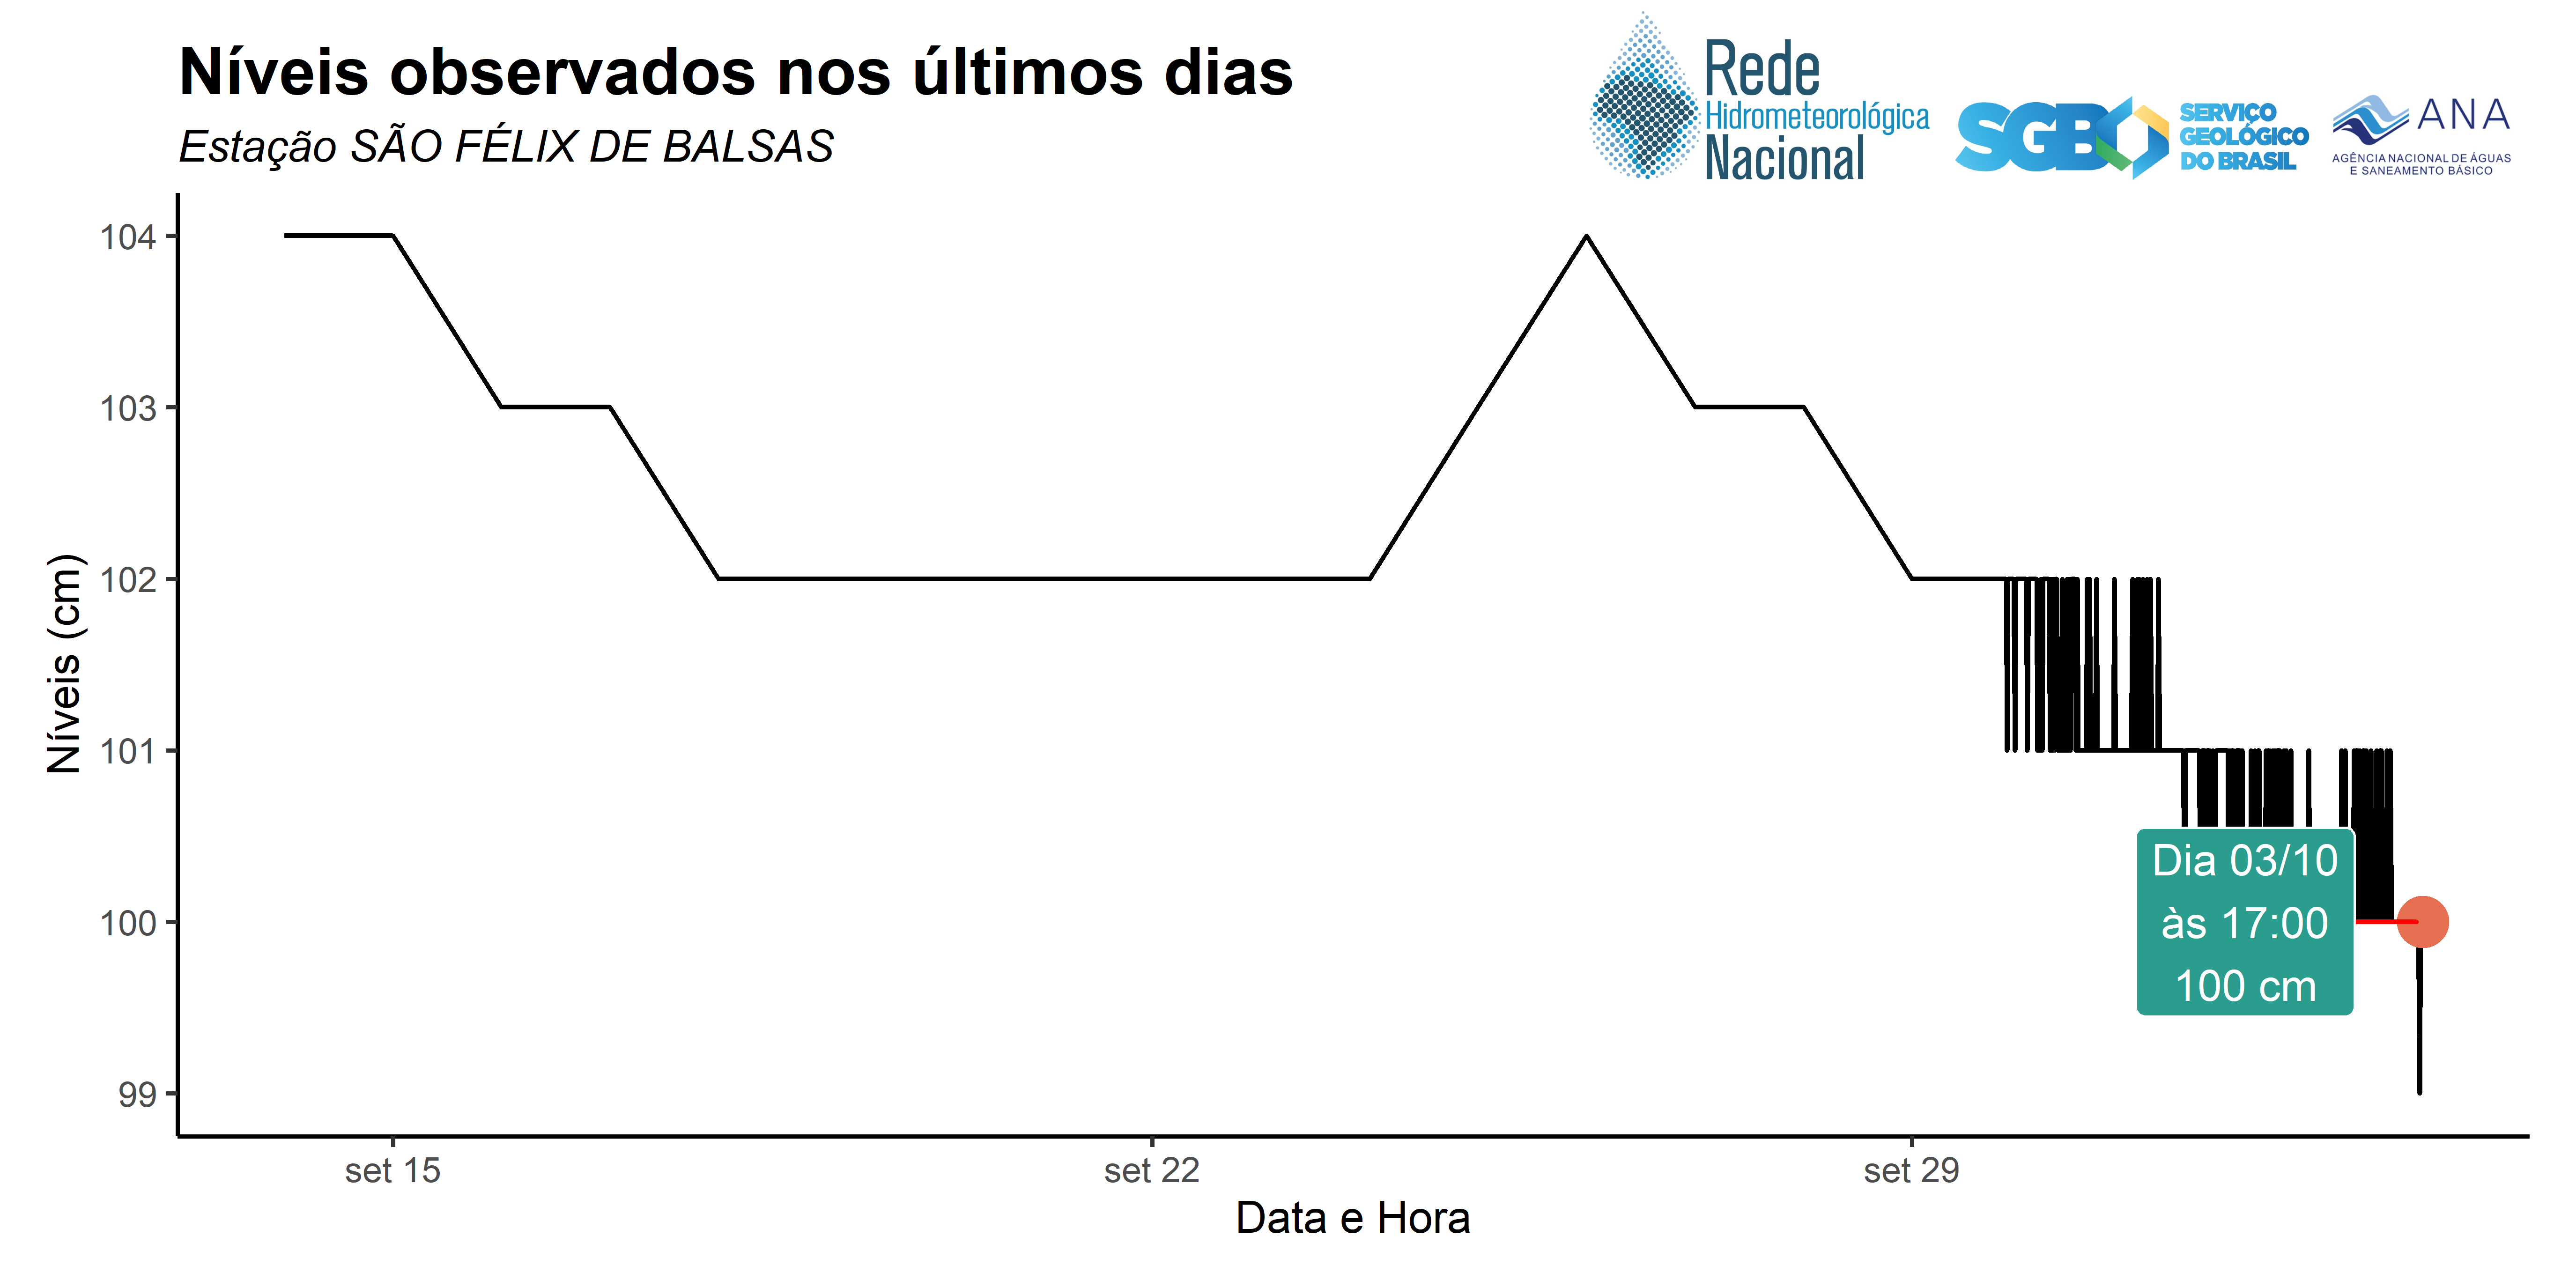 Níveis observados nos últimos dias
Estação SÃO FÉLIX DE BALSAS
Rede
Hidrometeorológica
Nacional
SGB
SERVIÇO
GEOLÓGICO
DO BRASIL
ANA
AGÊNCIA NACIONAL DE ÁGUAS
E SANEAMENTO BÁSICO
Níveis (cm)
104
103
102
101
100
99
Dia 03/10
às 17:00
100 cm
set 15
set 22
set 29
Data e Hora